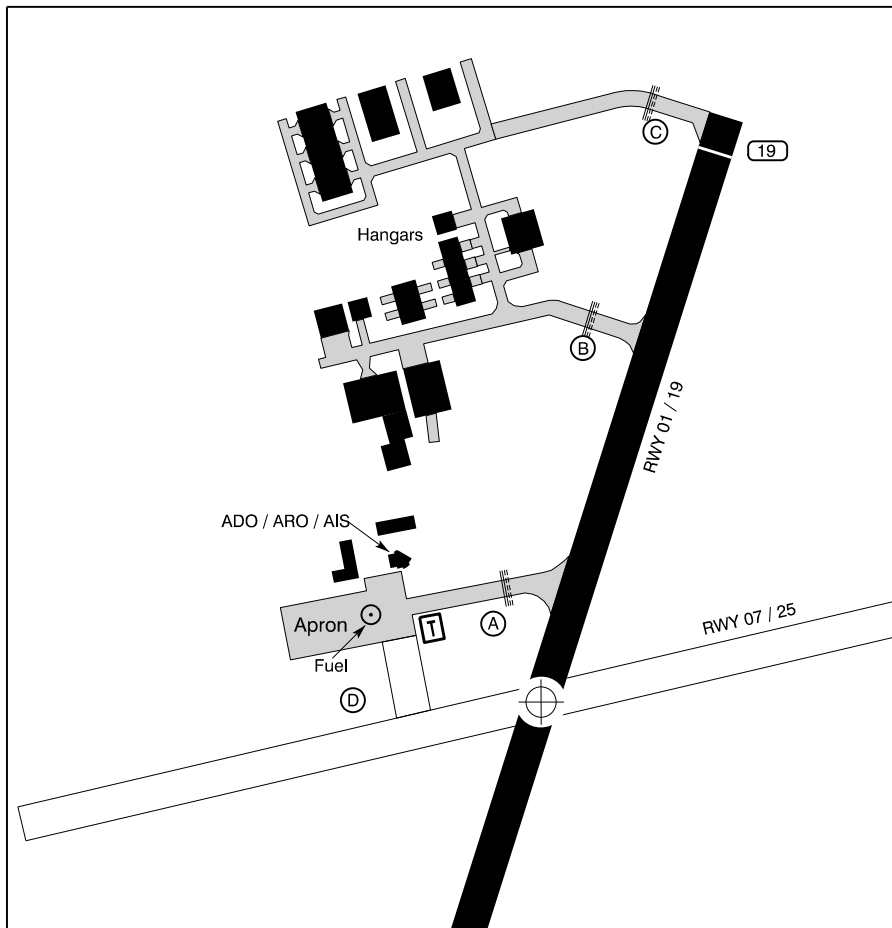 C
19
Hangars
B
RWY 01 / 19
ADO / ARO / AIS
Apron
T
A
RWY 07 / 25
Fuel
D